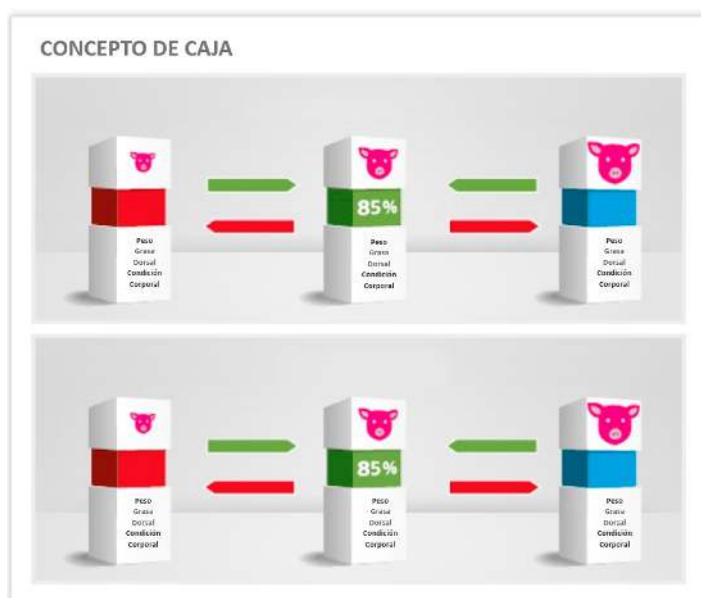 CONCEPTO DE CAJA
85%
Peso
Grasa
Dorsal
Condición
Corporal
Peso
Grasa
Dorsal
Condición
Corporal
Peso
Grasa
Dorsal
Condición
Corporal
85%
Peso
Grasa
Dorsal
Condición
Corporal
Peso
Grasa
Dorsal
Condición
Corporal
Peso
Grasa
Dorsal
Condición
Corporal